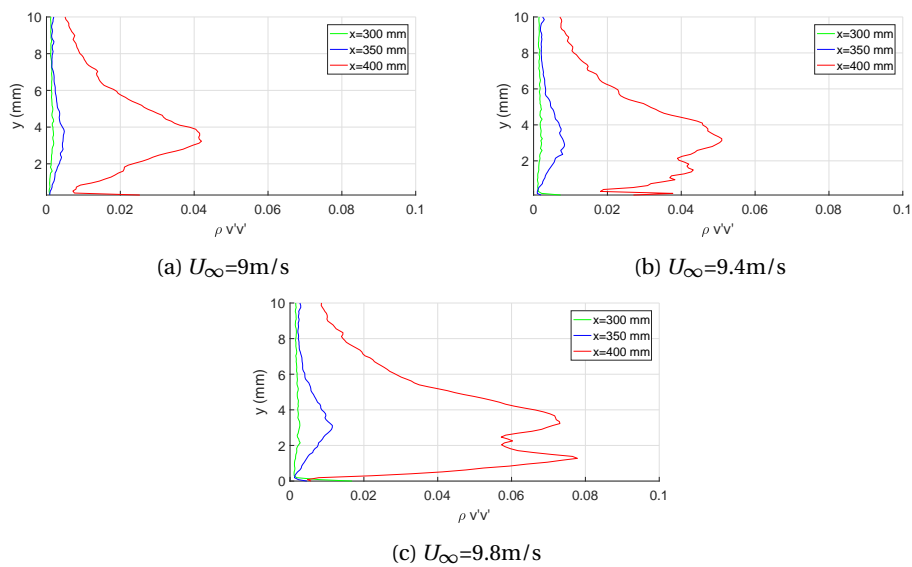 10
8
6
4
2
y (mm)
0 0.02 0.04 0.06 0.08 0.1
ρ v'v'
x=300 mm
x=350 mm
x=400 mm
(a) U∞=9m/s
10
8
6
4
2
y (mm)
0 0.02 0.04 0.06 0.08 0.1
ρ v'v'
x=300 mm
x=350 mm
x=400 mm
(b) U∞=9.4m/s
10
8
6
4
2
0
y (mm)
0 0.02 0.04 0.06 0.08 0.1
ρ v'v'
x=300 mm
x=350 mm
x=400 mm
(c) U∞=9.8m/s